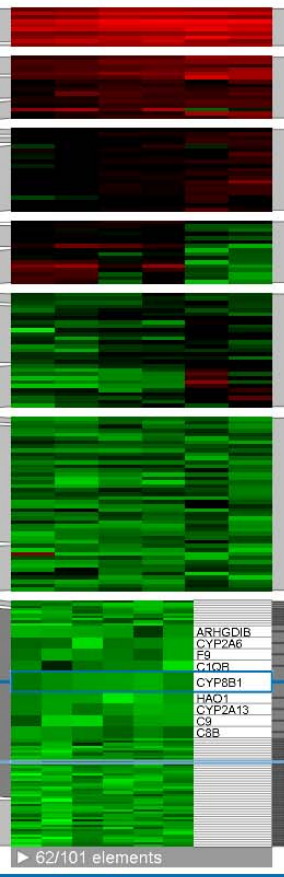 ARHGDIB
CYP2A6
F9
C1QB
CYP8B1
HAO1
CYP2A13
C9
C8B
▶ 62/101 elements